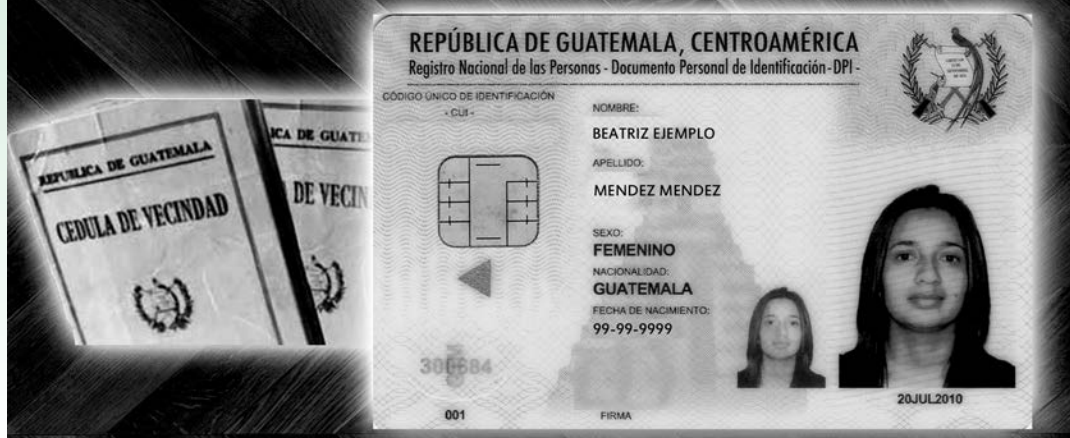 REPUBLICA DE GUATEMALA
CEDULA DE VECINDAD
ICA DE GUATE
DE VECIN
REPÚBLICA DE GUATEMALA, CENTROAMÉRICA
Registro Nacional de las Personas - Documento Personal de Identificación - DPI -
CÓDIGO ÚNICO DE IDENTIFICACIÓN
- CUI -
NOMBRE:
BEATRIZ EJEMPLO
APELLIDO:
MENDEZ MENDEZ
SEXO:
FEMENINO
NACIONALIDAD:
GUATEMALA
FECHA DE NACIMIENTO:
99-99-9999
001
FIRMA
20JUL2010